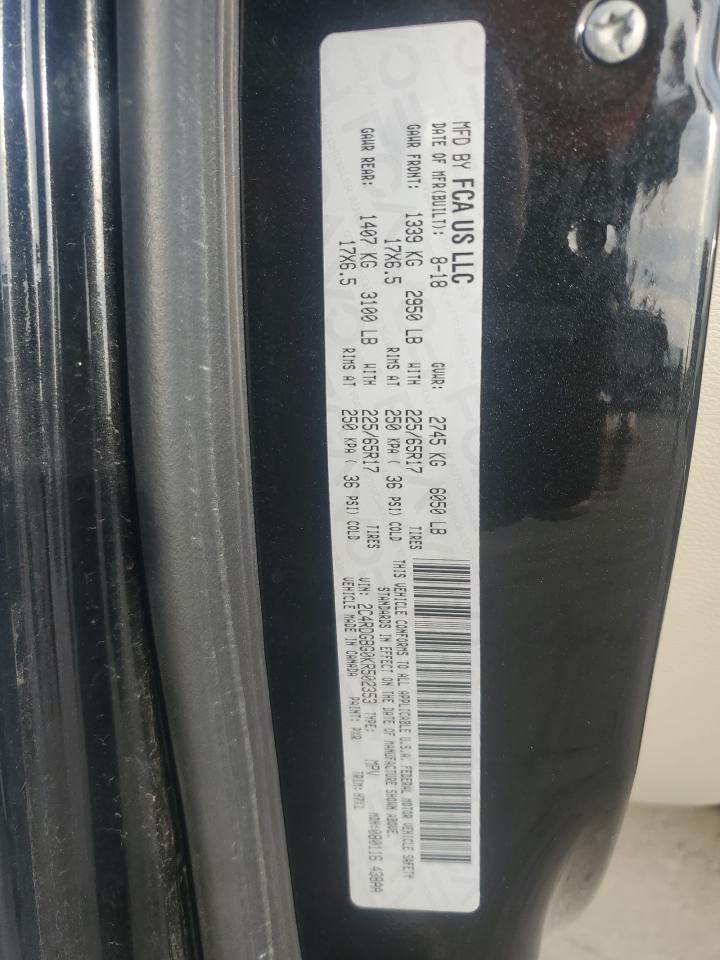 MFD BY FCA US LLC
DATE OF MFR(BUILT): 8-18 GVWR: 2745 KG 6050 LB
GAWR FRONT: 1339 KG 2950 LB WITH 225/65R17 TIRES
17X6.5 RIMS AT 250 KPA ( 36 PSI) COLD
GAWR REAR: 1407 KG 3100 LB WITH 225/65R17 TIRES
17X6.5 RIMS AT 250 KPA ( 36 PSI) COLD
THIS VEHICLE CONFORMS TO ALL APPLICABLE U.S.A. FEDERAL MOTOR VEHICLE SAFETY
STANDARDS IN EFFECT ON THE DATE OF MANUFACTURE SHOWN ABOVE.
VIN: 2C4RDGBG0KR502353 TYPE: MPV MDH:080116 438AA
VEHICLE MADE IN CANADA PAINT: PXR TRIM: